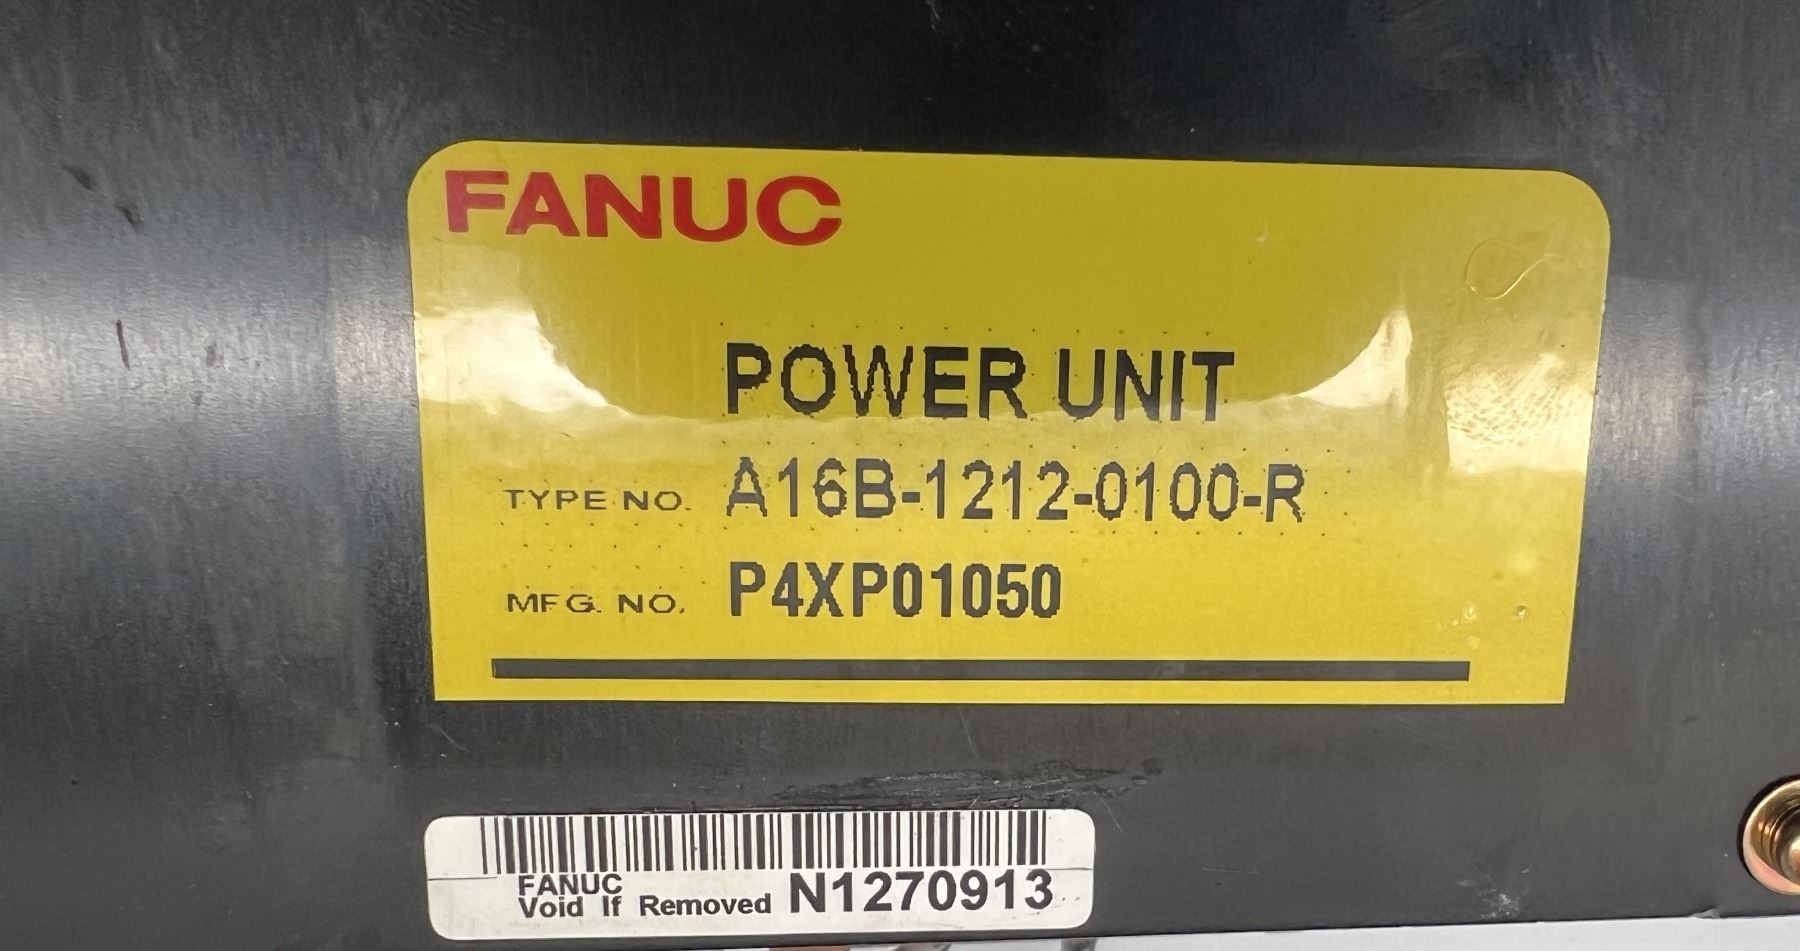 FANUC
POWER UNIT
TYPE NO. A16B-1212-0100-R
MFG. NO. P4XP01050
FANUC
Void If Removed N1270913